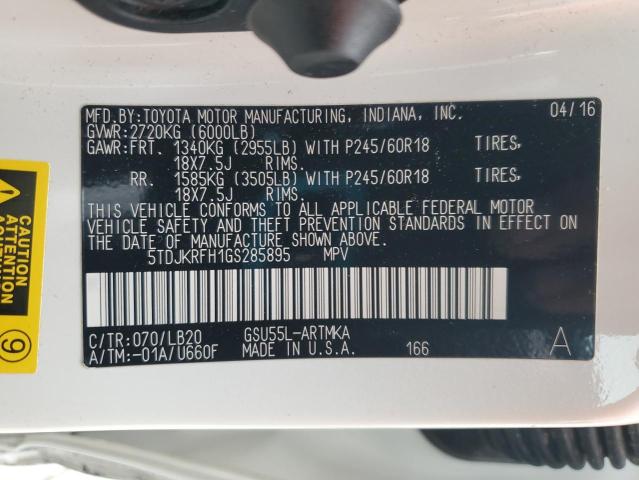 MFD.BY:TOYOTA MOTOR MANUFACTURING, INDIANA, INC. 04/16
GVWR:2720KG (6000LB)
GAWR:FRT. 1340KG (2955LB) WITH P245/60R18 TIRES,
18X7.5J RIMS.
RR. 1585KG (3505LB) WITH P245/60R18 TIRES,
18X7.5J RIMS.
THIS VEHICLE CONFORMS TO ALL APPLICABLE FEDERAL MOTOR
VEHICLE SAFETY AND THEFT PREVENTION STANDARDS IN EFFECT ON
THE DATE OF MANUFACTURE SHOWN ABOVE.
5TDJKRFH1GS285895 MPV
C/TR:070/LB20 GSU55L-ARTMKA
A/TM:-01A/U660F MADE IN U.S.A. 166 A
9